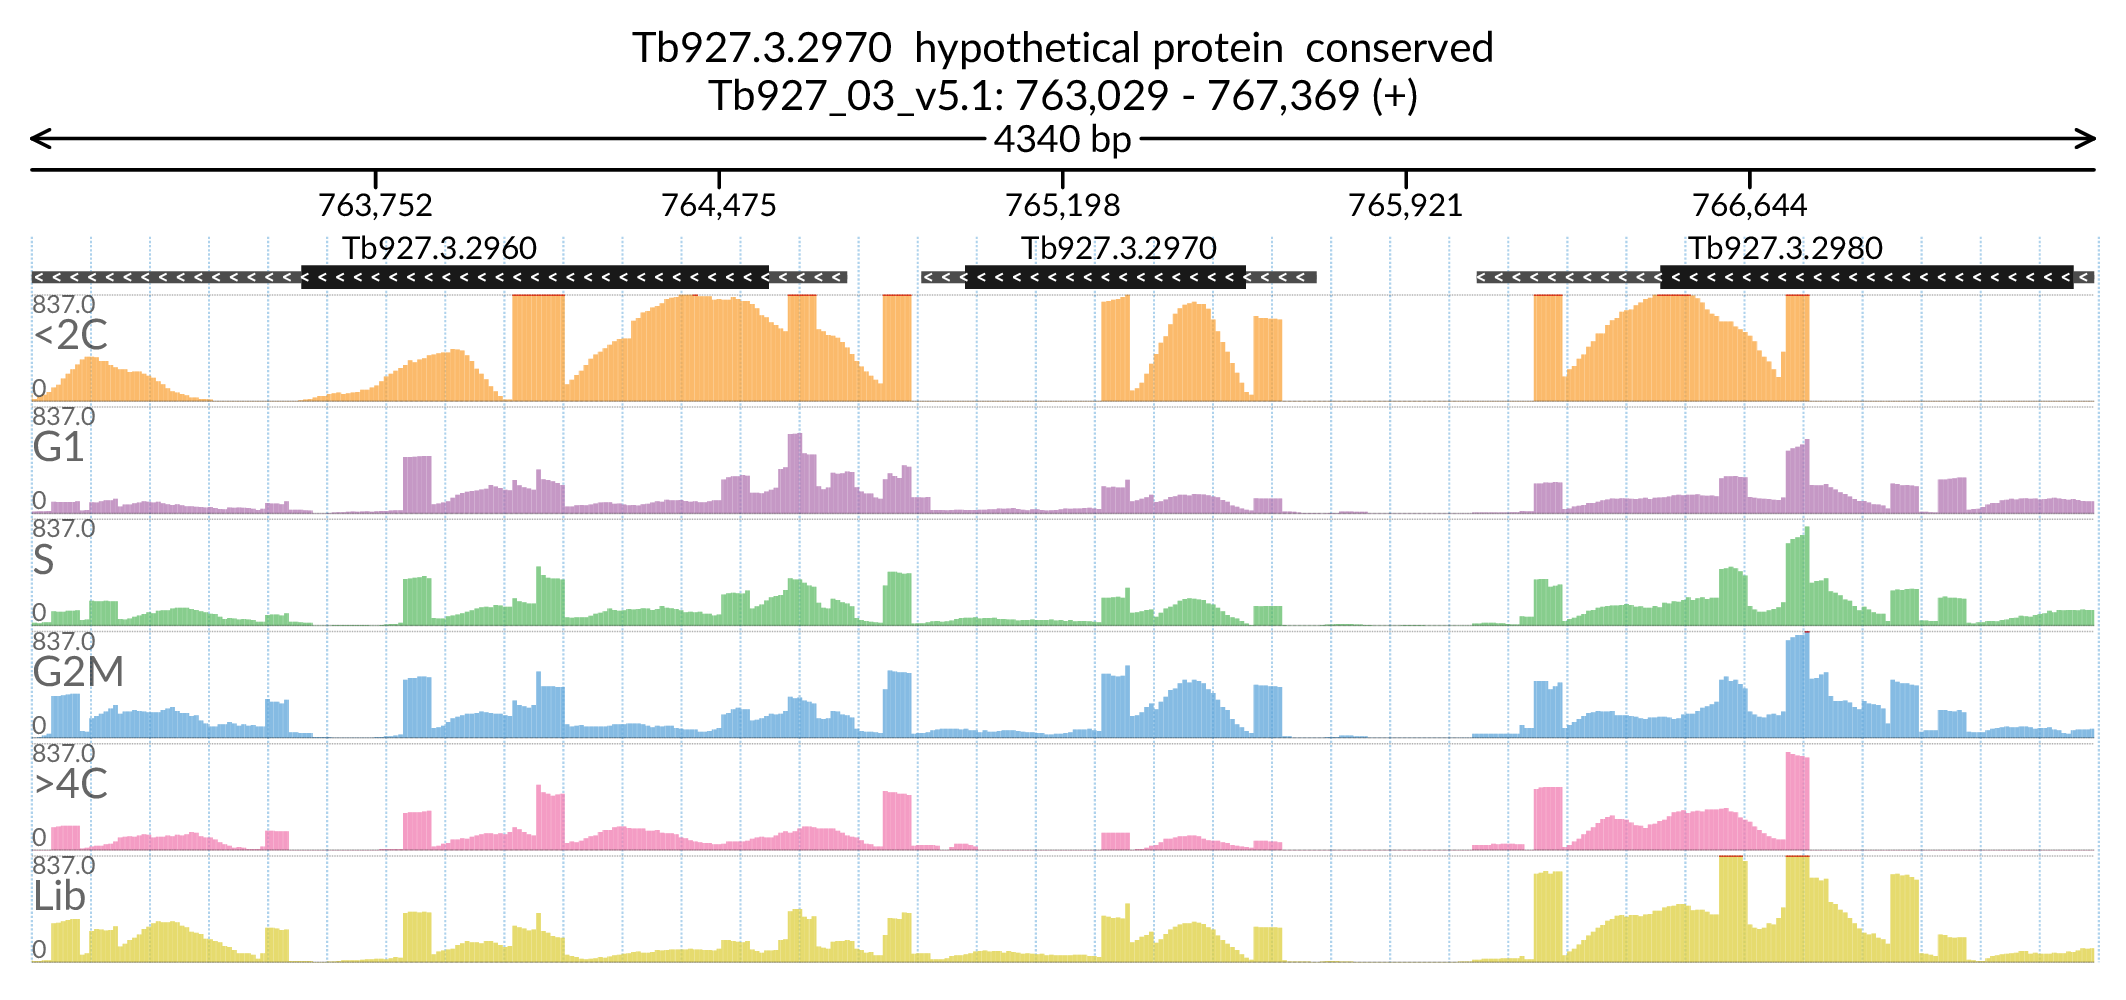 Tb927.3.2970  hypothetical protein  conserved
Tb927_03_v5.1: 763,029 - 767,369 (+)
4340 bp
763,752 764,475 765,198 765,921 766,644
Tb927.3.2960 Tb927.3.2970 Tb927.3.2980
837.0
<2C
0
837.0
G1
0
837.0
S
0
837.0
G2M
0
837.0
>4C
0
837.0
Lib
0